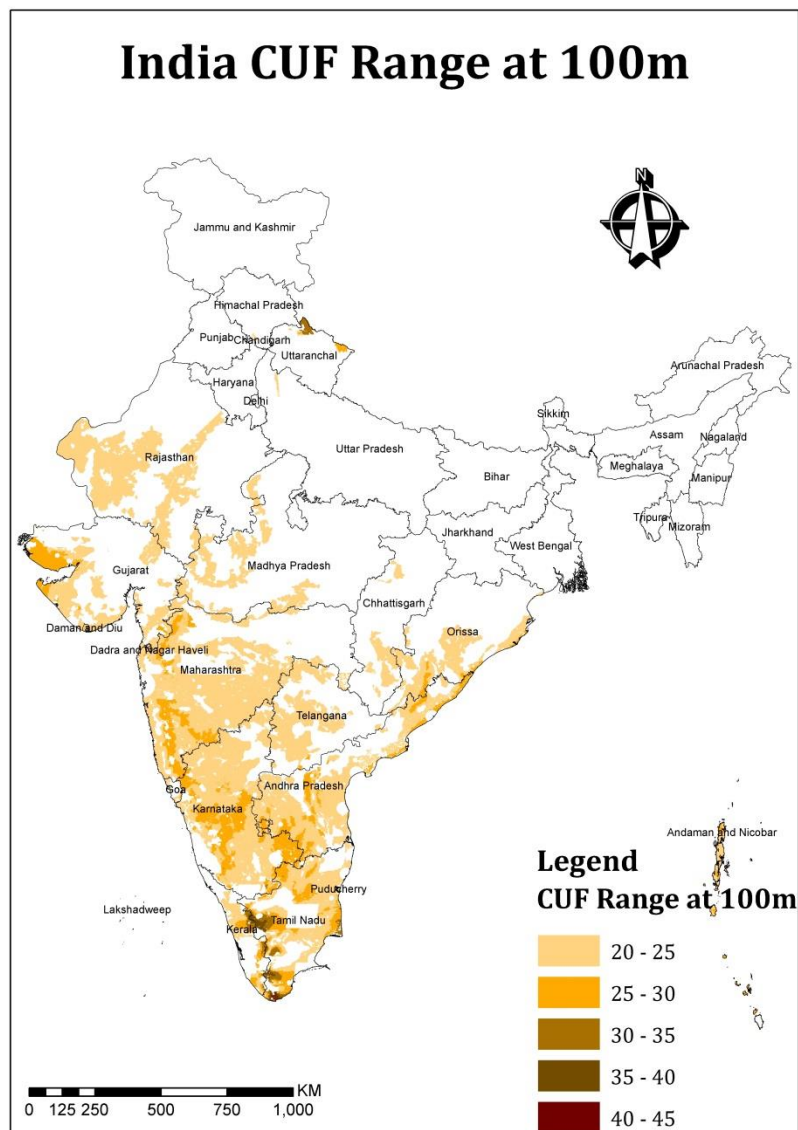 India CUF Range at 100m
N
Jammu and Kashmir
Himachal Pradesh
Punjab
Chandigarh
Uttaranchal
Haryana
Delhi
Arunachal Pradesh
Sikkim
Assam
Nagaland
Meghalaya
Manipur
Tripura
Mizoram
Rajasthan
Uttar Pradesh
Bihar
Jharkhand
West Bengal
Gujarat
Madhya Pradesh
Chhattisgarh
Daman and Diu
Orissa
Dadra and Nagar Haveli
Maharashtra
Telangana
Goa
Andhra Pradesh
Karnataka
Andaman and Nicobar
Puducherry
Lakshadweep
Kerala
Tamil Nadu
Legend
CUF Range at 100m
20 - 25
25 - 30
30 - 35
35 - 40
40 - 45
KM
0 125 250 500 750 1,000